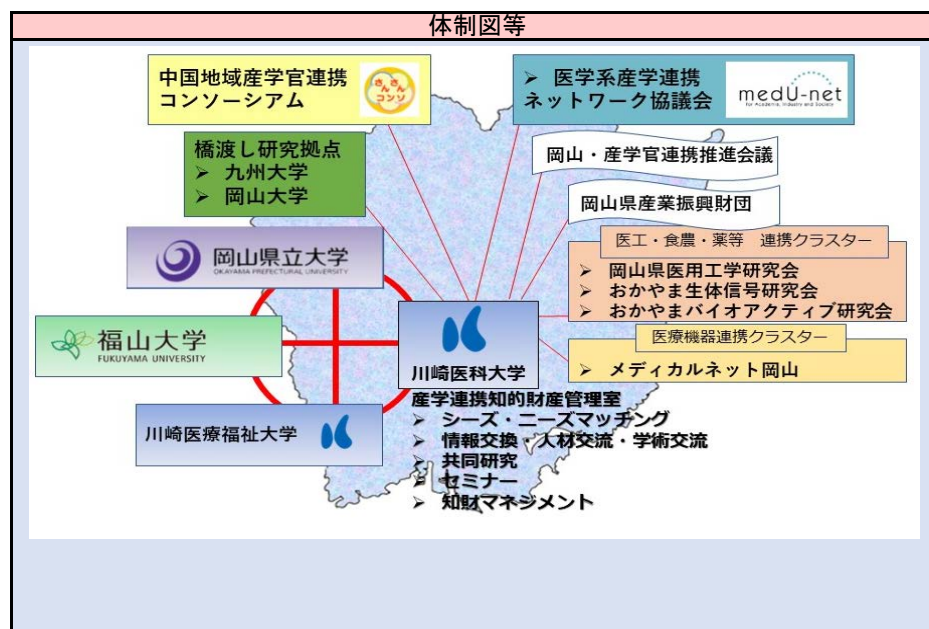 体制図等
中国地域産学官連携
コンソーシアム
さんさん
コンソ
➢ 医学系産学連携
ネットワーク協議会
medU-net
for Academia, Industry and Society
橋渡し研究拠点
➢ 九州大学
➢ 岡山大学
岡山・産学官連携推進会議
岡山県産業振興財団
岡山県立大学
OKAYAMA PREFECTURAL UNIVERSITY
医工・食農・薬等 連携クラスター
➢ 岡山県医用工学研究会
➢ おかやま生体信号研究会
➢ おかやまバイオアクティブ研究会
福山大学
FUKUYAMA UNIVERSITY
医療機器連携クラスター
➢ メディカルネット岡山
川崎医科大学
川崎医療福祉大学
産学連携知的財産管理室
➢ シーズ・ニーズマッチング
➢ 情報交換・人材交流・学術交流
➢ 共同研究
➢ セミナー
➢ 知財マネジメント